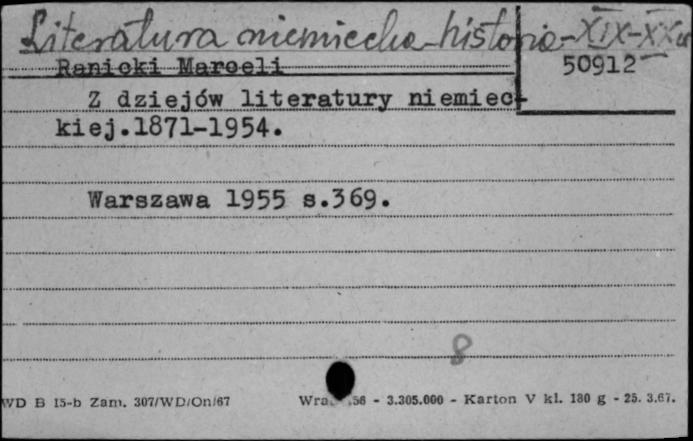 Literatura niemiecka-historia-XIX-XXw
Ranicki Marceli
50912
Z dziejów literatury niemiec-
kiej.1871-1954.
Warszawa 1955 s.369.
8
WD B 15-b Zam. 307/WD/On/67
56 - 3.305.000 - Karton V kl. 180 g - 25. 3.67.